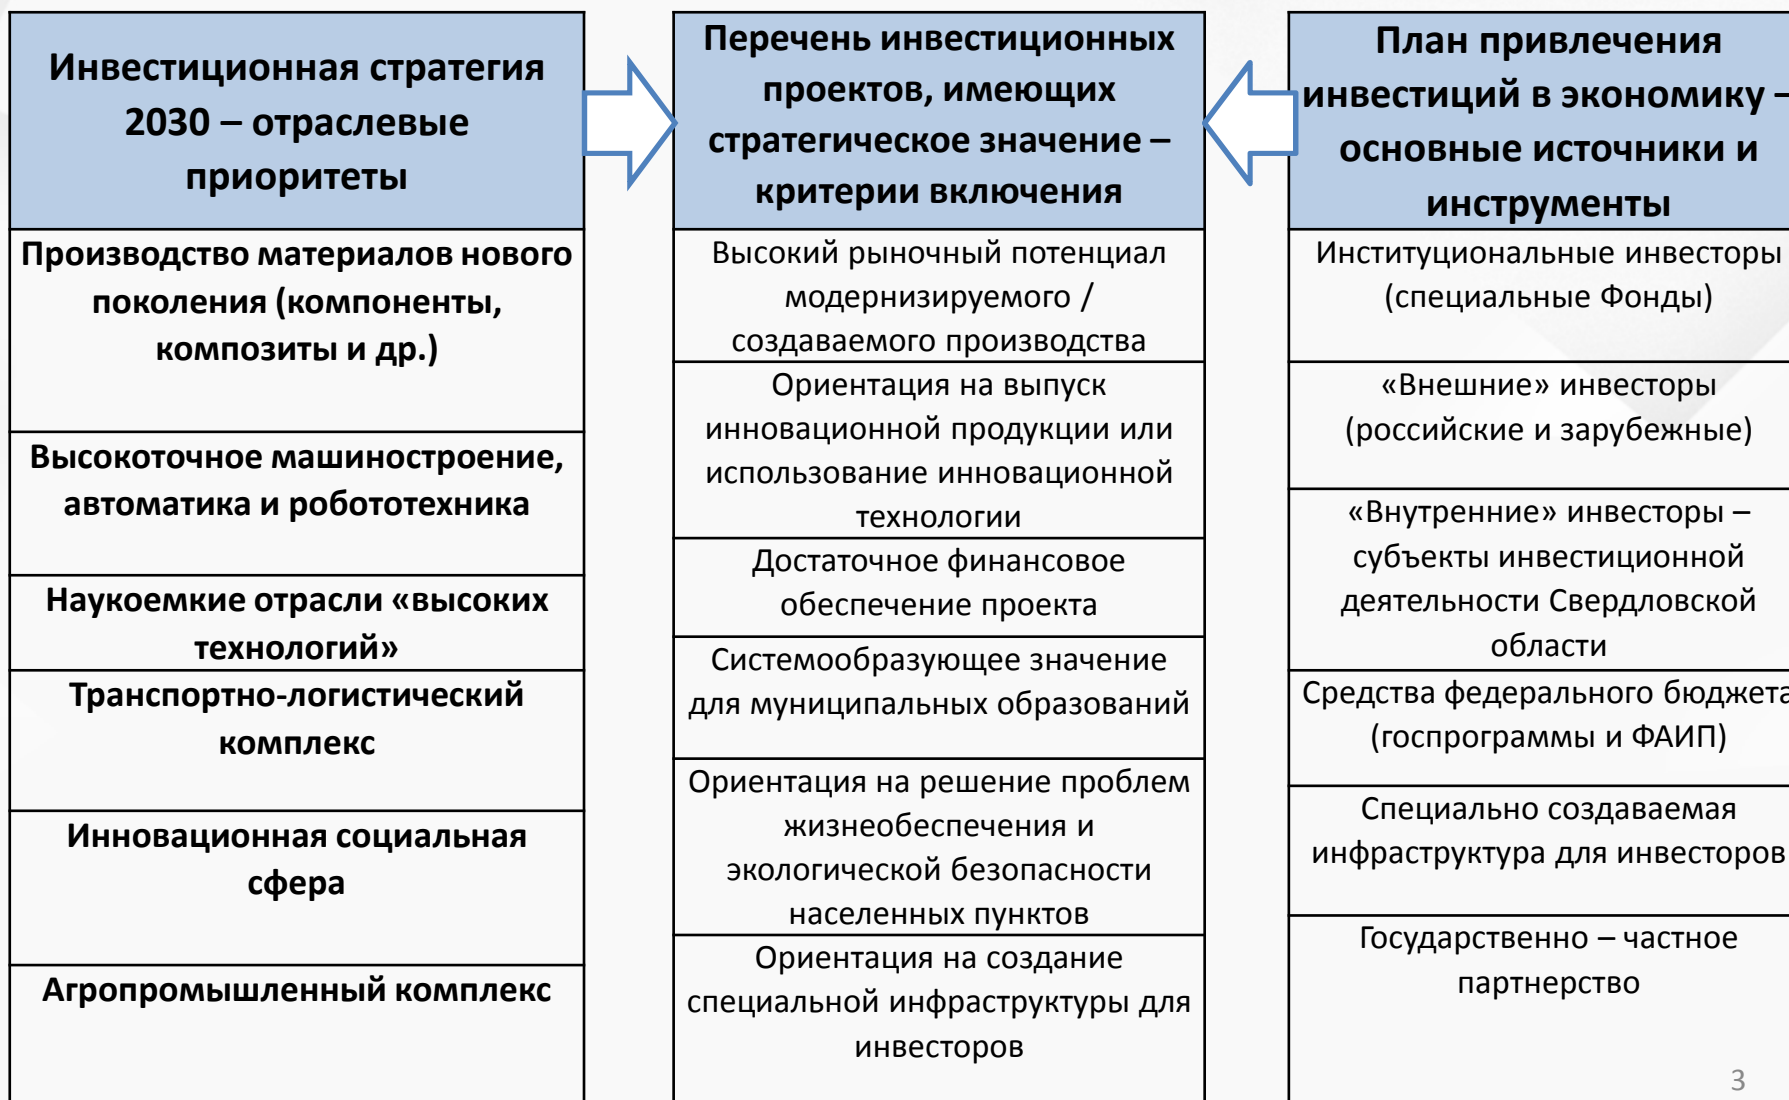 Инвестиционная стратегия
2030 – отраслевые
приоритеты
Производство материалов нового
поколения (компоненты,
композиты и др.)
Высокоточное машиностроение,
автоматика и робототехника
Наукоемкие отрасли «высоких
технологий»
Транспортно-логистический
комплекс
Инновационная социальная
сфера
Агропромышленный комплекс
Перечень инвестиционных
проектов, имеющих
стратегическое значение –
критерии включения
Высокий рыночный потенциал
модернизируемого /
создаваемого производства
Ориентация на выпуск
инновационной продукции или
использование инновационной
технологии
Достаточное финансовое
обеспечение проекта
Системообразующее значение
для муниципальных образований
Ориентация на решение проблем
жизнеобеспечения и
экологической безопасности
населенных пунктов
Ориентация на создание
специальной инфраструктуры для
инвесторов
План привлечения
инвестиций в экономику –
основные источники и
инструменты
Институциональные инвесторы
(специальные Фонды)
«Внешние» инвесторы
(российские и зарубежные)
«Внутренние» инвесторы –
субъекты инвестиционной
деятельности Свердловской
области
Средства федерального бюджета
(госпрограммы и ФАИП)
Специально создаваемая
инфраструктура для инвесторов
Государственно – частное
партнерство
3